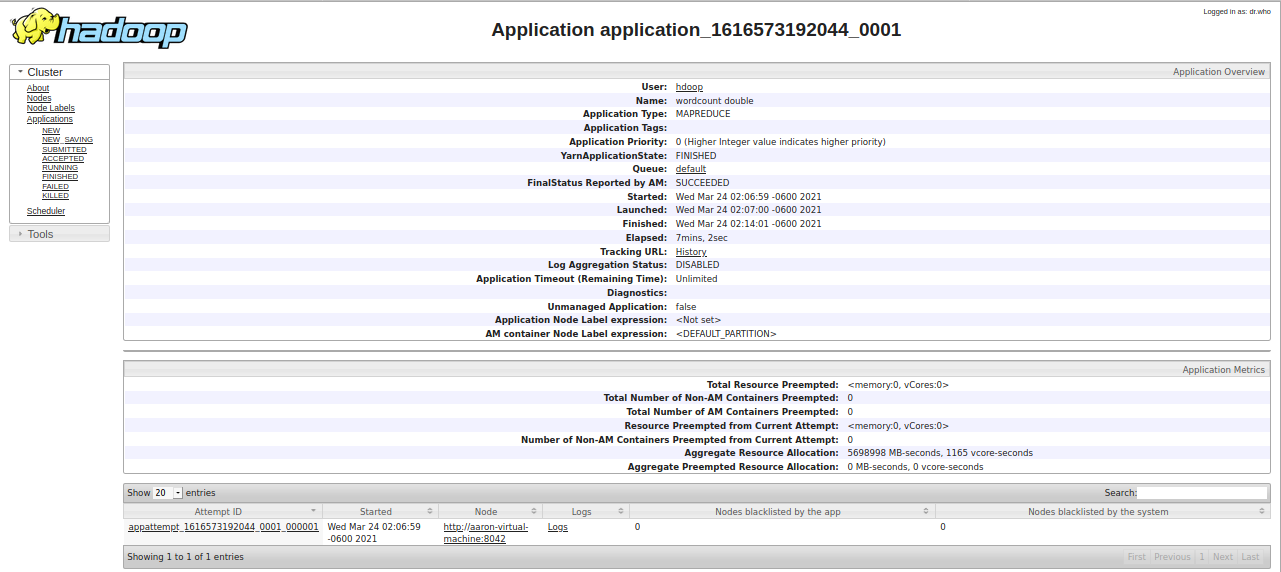 Logged in as: dr.who
hadoop
Application application_1616573192044_0001
Cluster
About
Nodes
Node Labels
Applications
NEW
NEW_SAVING
SUBMITTED
ACCEPTED
RUNNING
FINISHED
FAILED
KILLED
Scheduler
Tools
Application Overview
User: hdoop
Name: wordcount double
Application Type: MAPREDUCE
Application Tags:
Application Priority: 0 (Higher Integer value indicates higher priority)
YarnApplicationState: FINISHED
Queue: default
FinalStatus Reported by AM: SUCCEEDED
Started: Wed Mar 24 02:06:59 -0600 2021
Launched: Wed Mar 24 02:07:00 -0600 2021
Finished: Wed Mar 24 02:14:01 -0600 2021
Elapsed: 7mins, 2sec
Tracking URL: History
Log Aggregation Status: DISABLED
Application Timeout (Remaining Time): Unlimited
Diagnostics:
Unmanaged Application: false
Application Node Label expression: <Not set>
AM container Node Label expression: <DEFAULT_PARTITION>
Application Metrics
Total Resource Preempted: <memory:0, vCores:0>
Total Number of Non-AM Containers Preempted: 0
Total Number of AM Containers Preempted: 0
Resource Preempted from Current Attempt: <memory:0, vCores:0>
Number of Non-AM Containers Preempted from Current Attempt: 0
Aggregate Resource Allocation: 5698998 MB-seconds, 1165 vcore-seconds
Aggregate Preempted Resource Allocation: 0 MB-seconds, 0 vcore-seconds
Show 20 entries Search:
Attempt ID Started Node Logs Nodes blacklisted by the app Nodes blacklisted by the system
appattempt_1616573192044_0001_000001 Wed Mar 24 02:06:59 http://aaron-virtual- Logs 0 0
-0600 2021 machine:8042
Showing 1 to 1 of 1 entries First Previous 1 Next Last